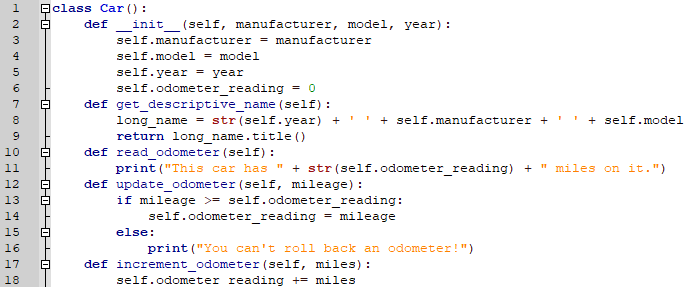 1 class Car():
2     def __init__(self, manufacturer, model, year):
3         self.manufacturer = manufacturer
4         self.model = model
5         self.year = year
6         self.odometer_reading = 0
7     def get_descriptive_name(self):
8         long_name = str(self.year) + ' ' + self.manufacturer + ' ' + self.model
9         return long_name.title()
10     def read_odometer(self):
11         print("This car has " + str(self.odometer_reading) + " miles on it.")
12     def update_odometer(self, mileage):
13         if mileage >= self.odometer_reading:
14             self.odometer_reading = mileage
15         else:
16             print("You can't roll back an odometer!")
17     def increment_odometer(self, miles):
18         self.odometer_reading += miles